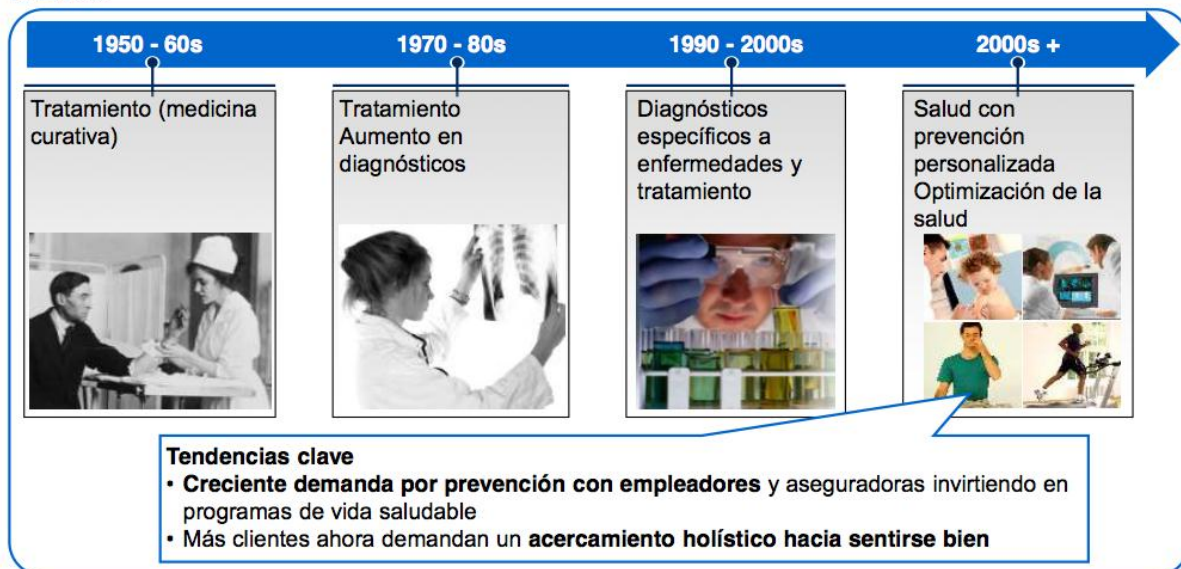 1950 - 60s
1970 - 80s
1990 - 2000s
2000s +
Tratamiento (medicina
curativa)
Tratamiento
Aumento en
diagnósticos
Diagnósticos
específicos a
enfermedades y
tratamiento
Salud con
prevención
personalizada
Optimización de la
salud
Tendencias clave
• Creciente demanda por prevención con empleadores y aseguradoras invirtiendo en
programas de vida saludable
• Más clientes ahora demandan un acercamiento holístico hacia sentirse bien